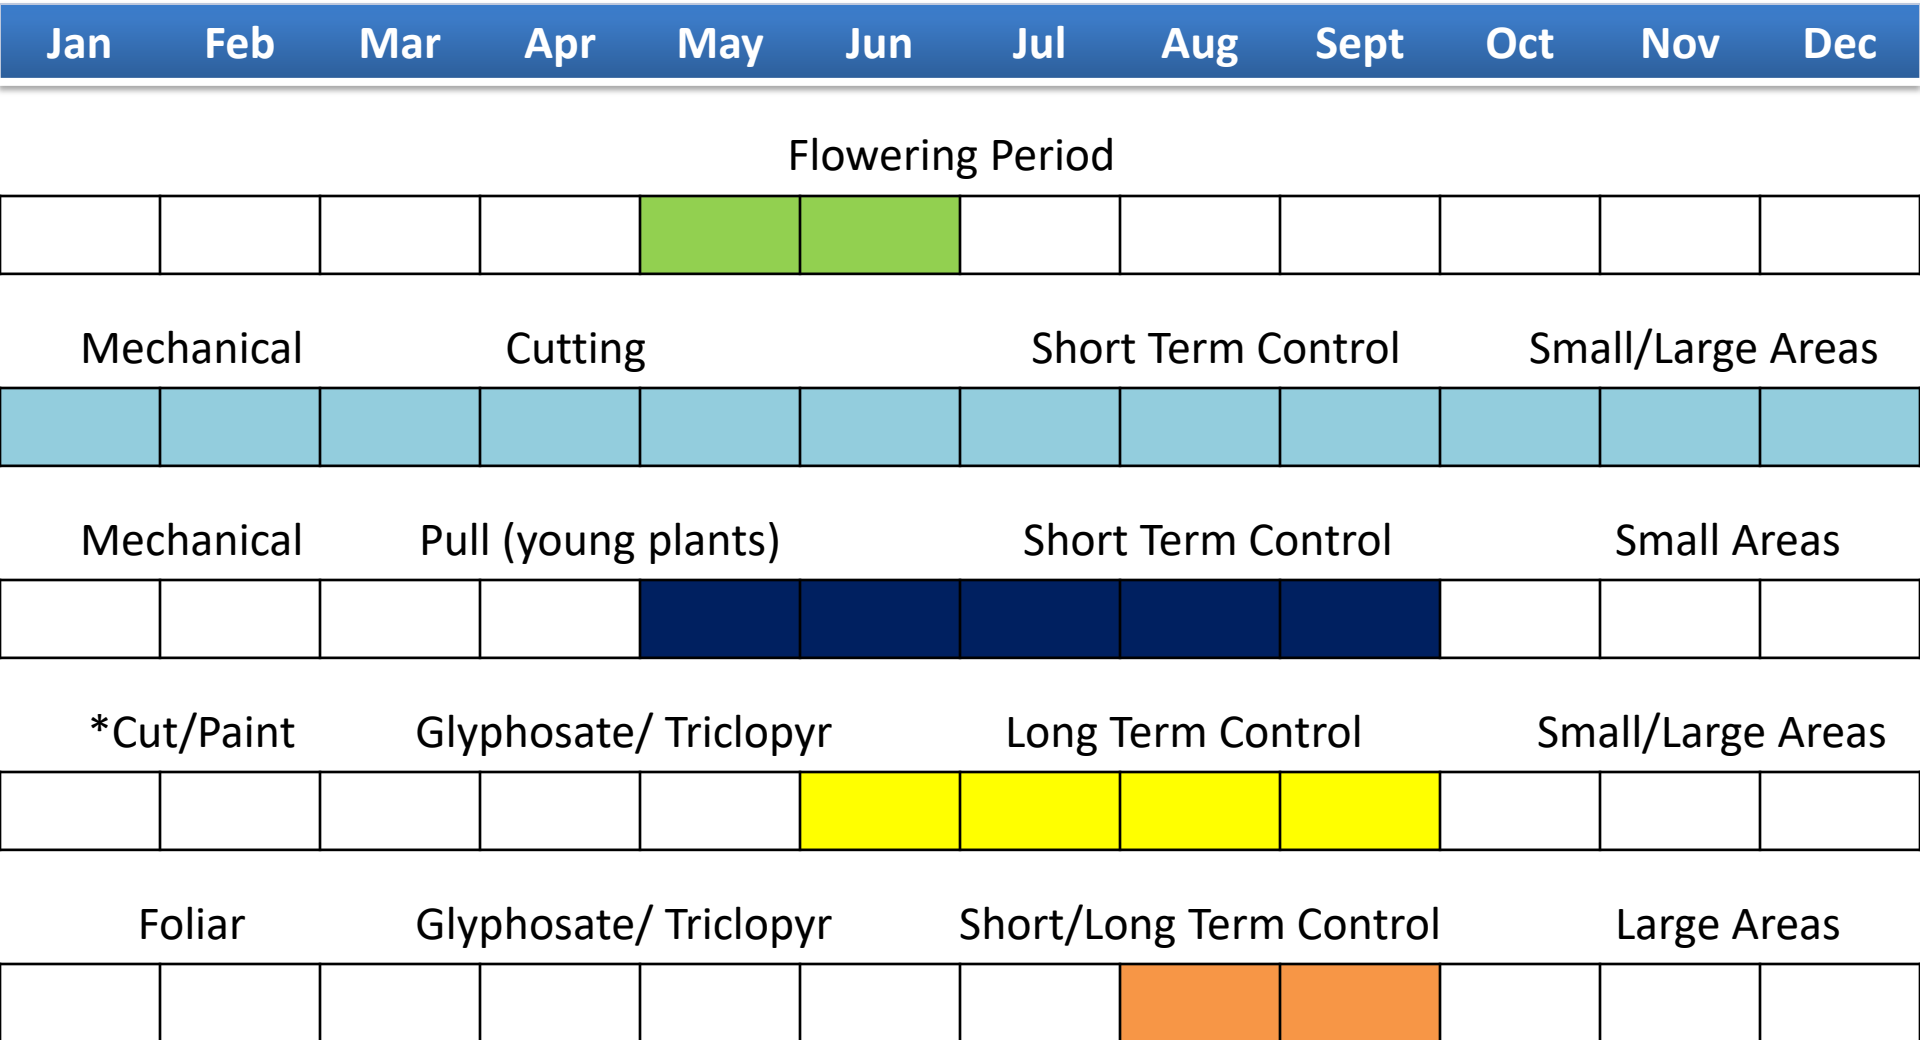 Jan Feb Mar Apr May Jun Jul Aug Sept Oct Nov Dec
Flowering Period
Mechanical Cutting Short Term Control Small/Large Areas
Mechanical Pull (young plants) Short Term Control Small Areas
*Cut/Paint Glyphosate/ Triclopyr Long Term Control Small/Large Areas
Foliar Glyphosate/ Triclopyr Short/Long Term Control Large Areas